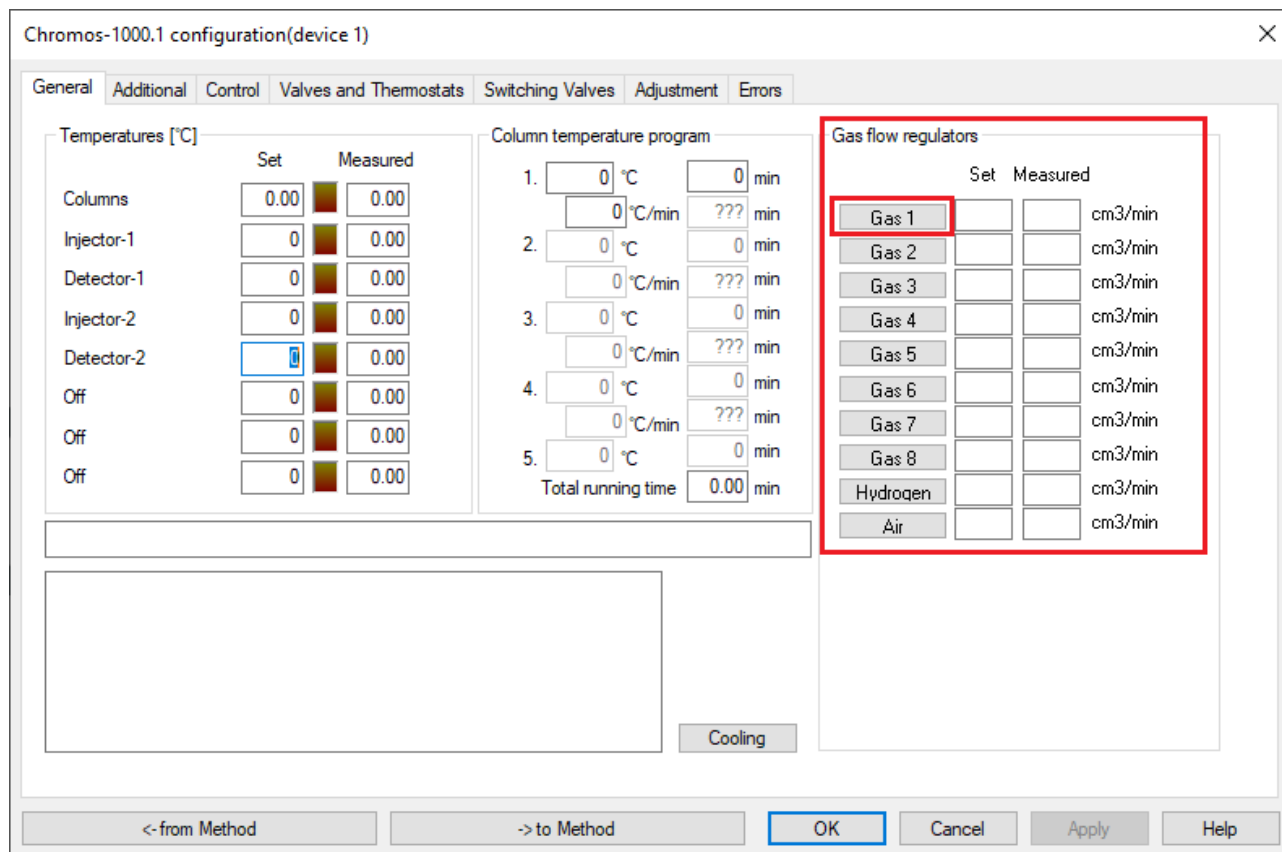 Chromos-1000.1 configuration(device 1)
General Additional Control Valves and Thermostats Switching Valves Adjustment Errors
Temperatures [°C]
Set Measured
Columns 0.00 0.00
Injector-1 0 0.00
Detector-1 0 0.00
Injector-2 0 0.00
Detector-2 0 0.00
Off 0 0.00
Off 0 0.00
Off 0 0.00
Column temperature program
1. 0 °C 0 min
0 °C/min ??? min
2. 0 °C 0 min
0 °C/min ??? min
3. 0 °C 0 min
0 °C/min ??? min
4. 0 °C 0 min
0 °C/min ??? min
5. 0 °C 0 min
Total running time 0.00 min
Gas flow regulators
Set Measured
Gas 1 cm3/min
Gas 2 cm3/min
Gas 3 cm3/min
Gas 4 cm3/min
Gas 5 cm3/min
Gas 6 cm3/min
Gas 7 cm3/min
Gas 8 cm3/min
Hydrogen cm3/min
Air cm3/min
Cooling
<-from Method -> to Method OK Cancel Apply Help